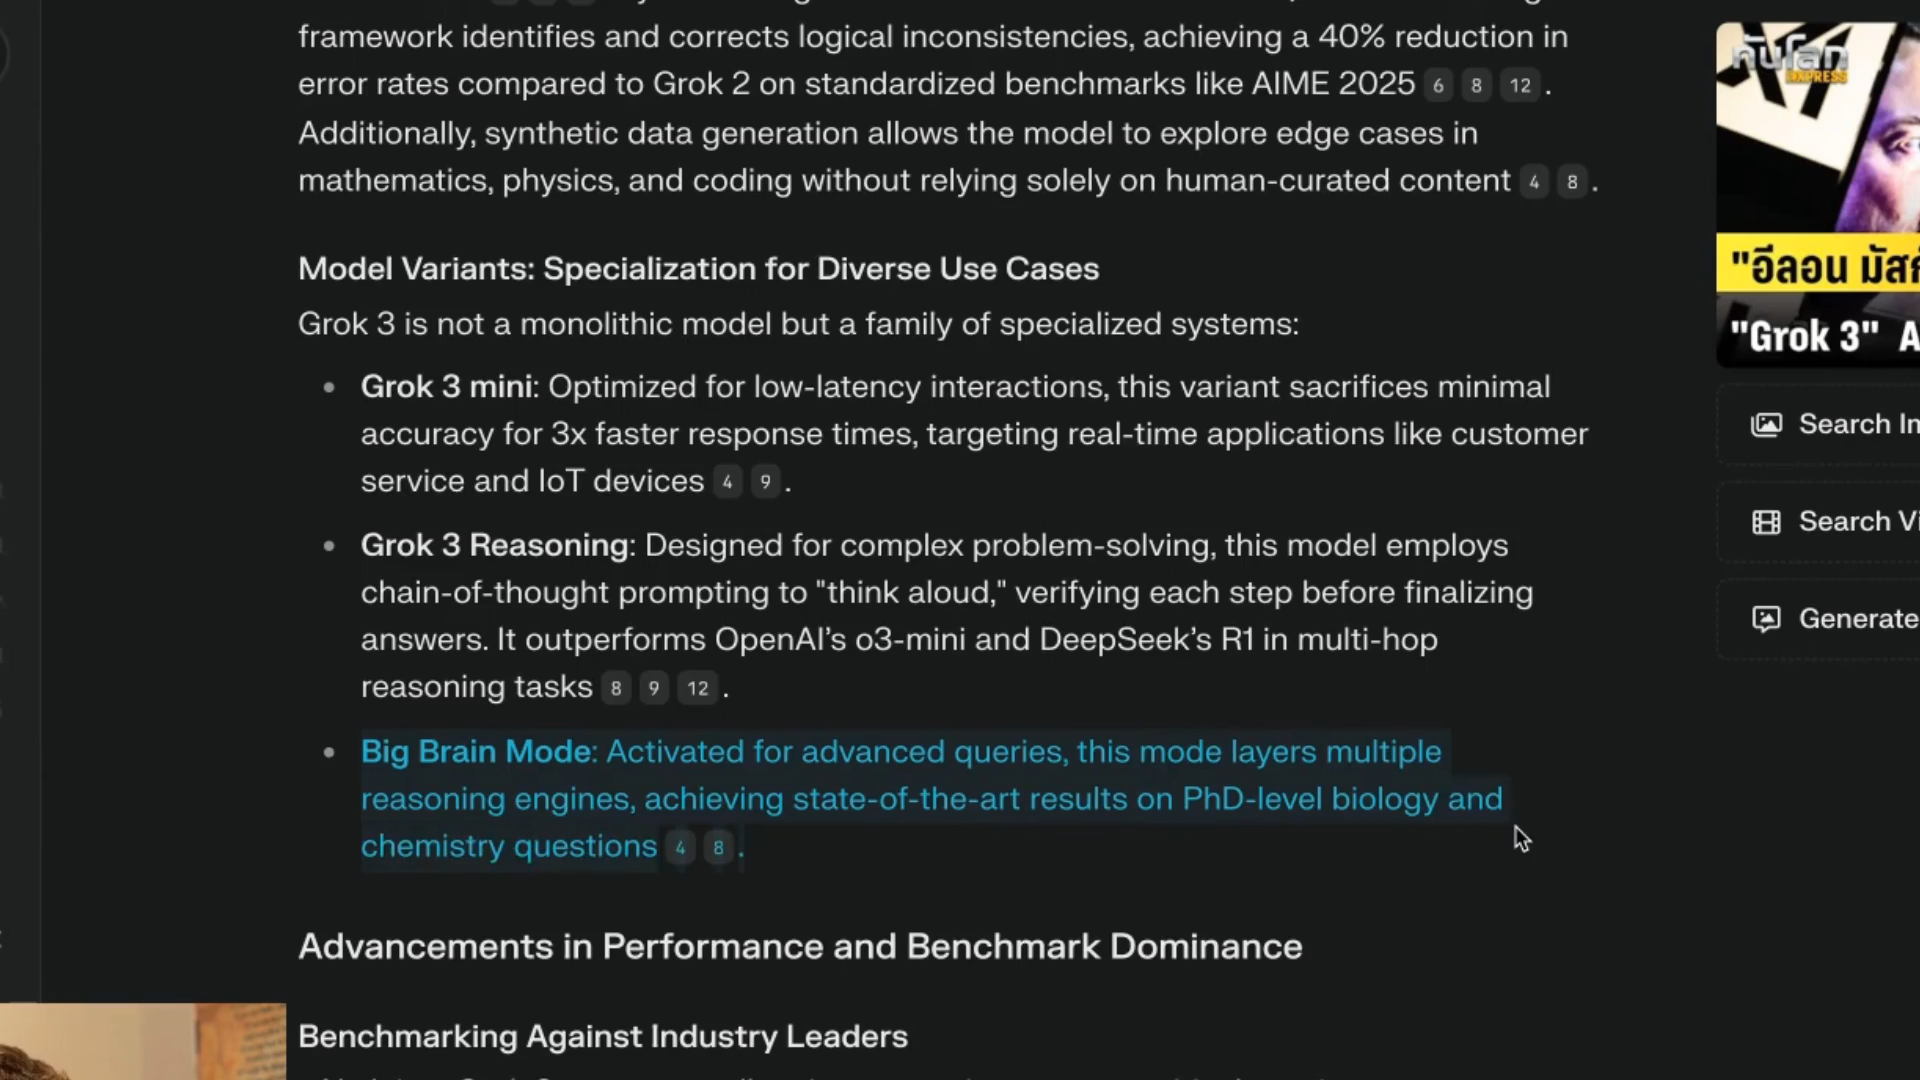 framework identifies and corrects logical inconsistencies, achieving a 40% reduction in
error rates compared to Grok 2 on standardized benchmarks like AIME 2025 6 8 12 .
Additionally, synthetic data generation allows the model to explore edge cases in
mathematics, physics, and coding without relying solely on human-curated content 4 8 .
Model Variants: Specialization for Diverse Use Cases
Grok 3 is not a monolithic model but a family of specialized systems:
• Grok 3 mini: Optimized for low-latency interactions, this variant sacrifices minimal
accuracy for 3x faster response times, targeting real-time applications like customer
service and IoT devices 4 9 .
• Grok 3 Reasoning: Designed for complex problem-solving, this model employs
chain-of-thought prompting to "think aloud," verifying each step before finalizing
answers. It outperforms OpenAI’s o3-mini and DeepSeek’s R1 in multi-hop
reasoning tasks 8 9 12 .
• Big Brain Mode: Activated for advanced queries, this mode layers multiple
reasoning engines, achieving state-of-the-art results on PhD-level biology and
chemistry questions 4 8 .
Advancements in Performance and Benchmark Dominance
Benchmarking Against Industry Leaders
ทันโลก
EXPRESS
"อีลอน
"Grok 3" A
Search
Search
Generate